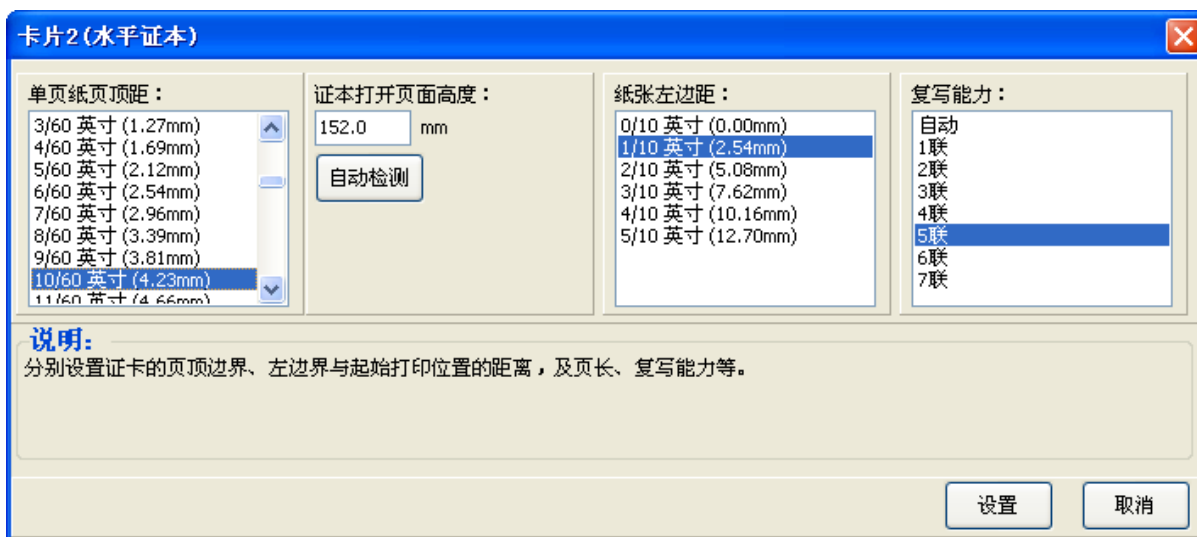 卡片2(水平证本)
单页纸页顶距：
3/60 英寸 (1.27mm)
4/60 英寸 (1.69mm)
5/60 英寸 (2.12mm)
6/60 英寸 (2.54mm)
7/60 英寸 (2.96mm)
8/60 英寸 (3.39mm)
9/60 英寸 (3.81mm)
10/60 英寸 (4.23mm)
11/60 英寸 (4.66mm)
证本打开页面高度：
152.0 mm
自动检测
纸张左边距：
0/10 英寸 (0.00mm)
1/10 英寸 (2.54mm)
2/10 英寸 (5.08mm)
3/10 英寸 (7.62mm)
4/10 英寸 (10.16mm)
5/10 英寸 (12.70mm)
复写能力：
自动
1联
2联
3联
4联
5联
6联
7联
说明:
分别设置证卡的页顶边界、左边界与起始打印位置的距离，及页长、复写能力等。
设置
取消